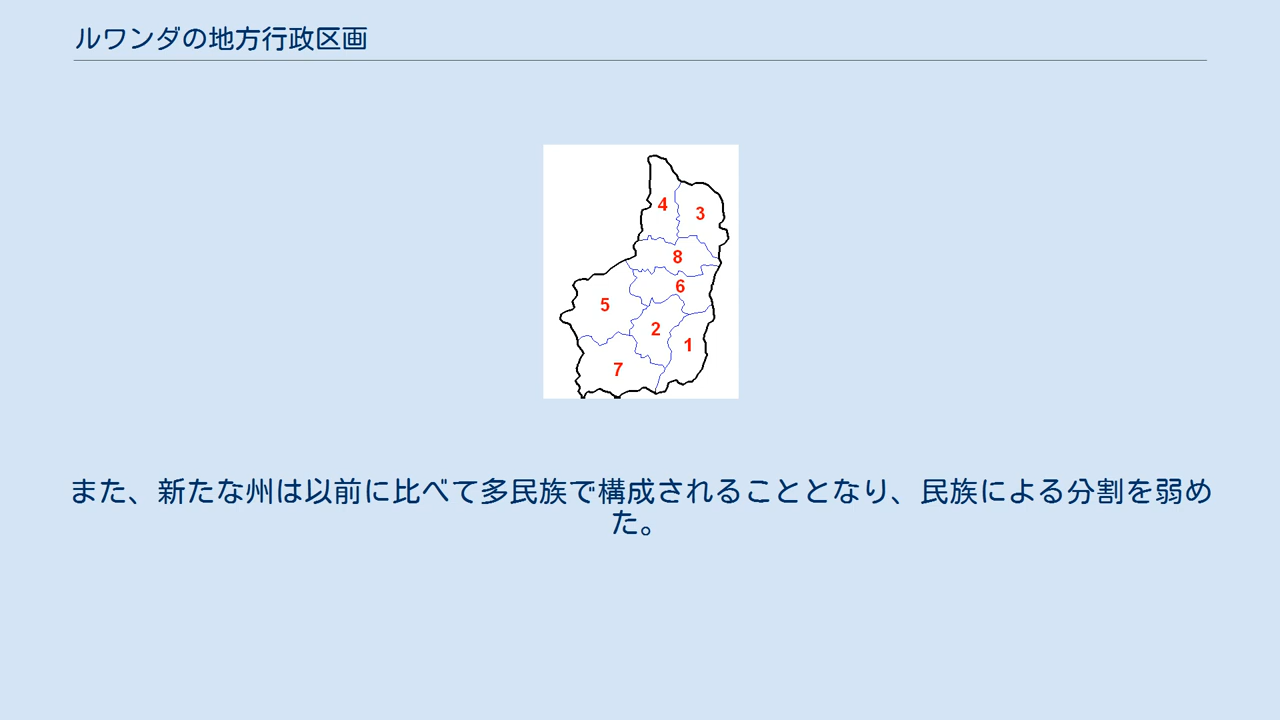 ルワンダの地方行政区画
4
3
8
6
5
2
1
7
また、新たな州は以前に比べて多民族で構成されることとなり、民族による分割を弱め
た。